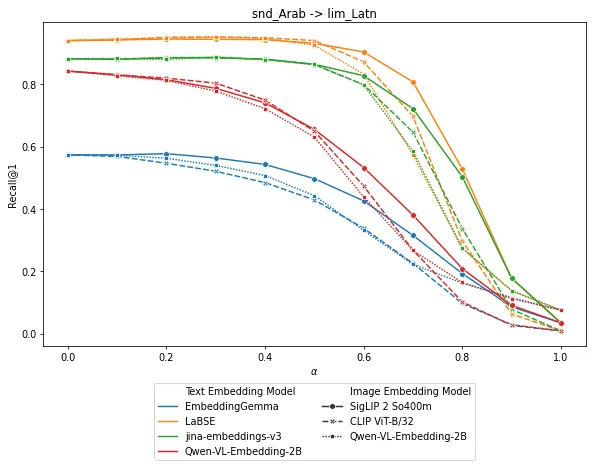 snd_Arab -> lim_Latn
Recall@1
0.8
0.6
0.4
0.2
0.0
0.0 0.2 0.4 0.6 0.8 1.0
α
Text Embedding Model
EmbeddingGemma
LaBSE
jina-embeddings-v3
Qwen-VL-Embedding-2B
Image Embedding Model
SigLIP 2 So400m
CLIP ViT-B/32
Qwen-VL-Embedding-2B